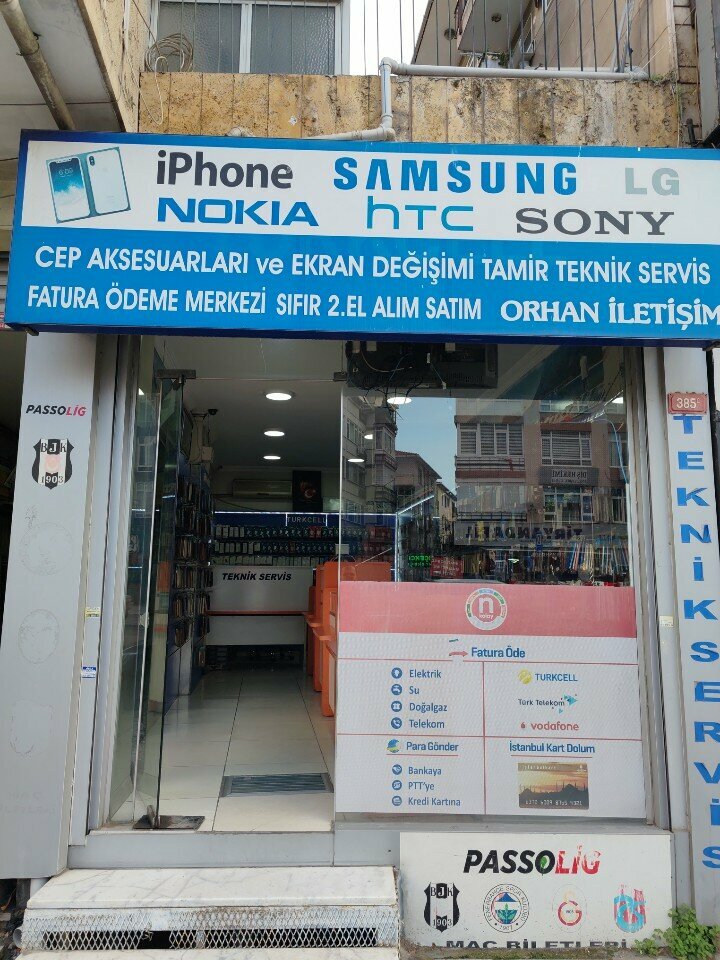 iPhone SAMSUNG LG
NOKIA hTC SONY
CEP AKSESUARLARI ve EKRAN DEĞİŞİMİ TAMİR TEKNİK SERVİS
FATURA ÖDEME MERKEZİ SIFIR 2.EL ALIM SATIM ORHAN İLETİŞİM
PASSOLİG
BJK
1903
385
TEKNİK SERVİS
TURKCELL
TEKNİK SERVİS
n
kolay
Fatura Öde
Elektrik
Su
Doğalgaz
Telekom
TURKCELL
Türk Telekom
vodafone
Para Gönder
Bankaya
PTT'ye
Kredi Kartına
İstanbul Kart Dolum
PASSOLİG
BJK
1903
1907
MAÇ BİLETLERİ